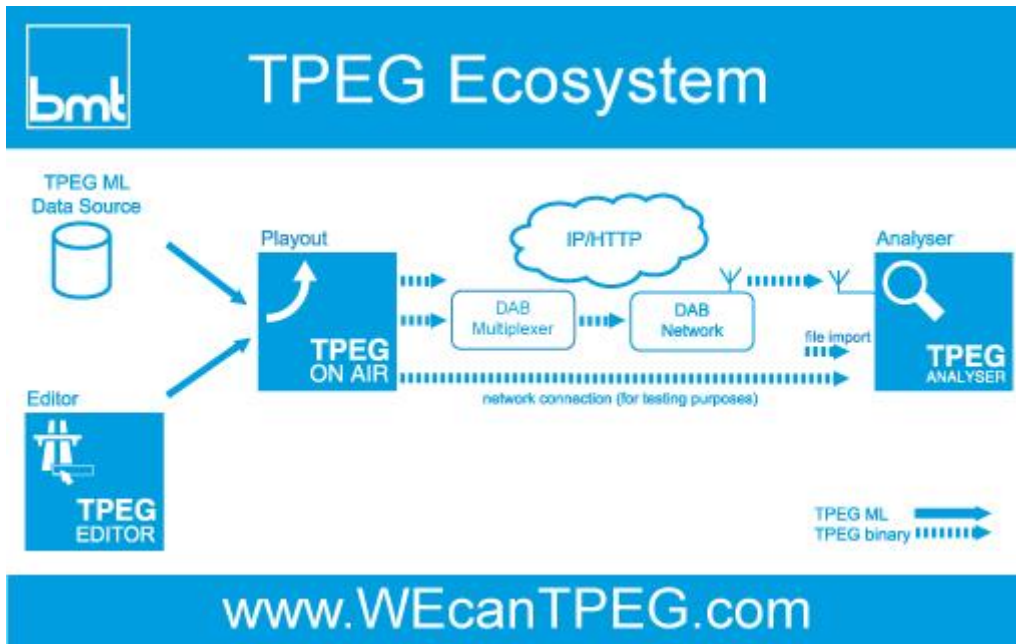 bmt
TPEG Ecosystem
TPEG ML
Data Source
Playout
TPEG
ON AIR
Editor
TPEG
EDITOR
IP/HTTP
DAB
Multiplexer
DAB
Network
file import
network connection (for testing purposes)
Analyser
TPEG
ANALYSER
TPEG ML
TPEG binary
www.WEcanTPEG.com